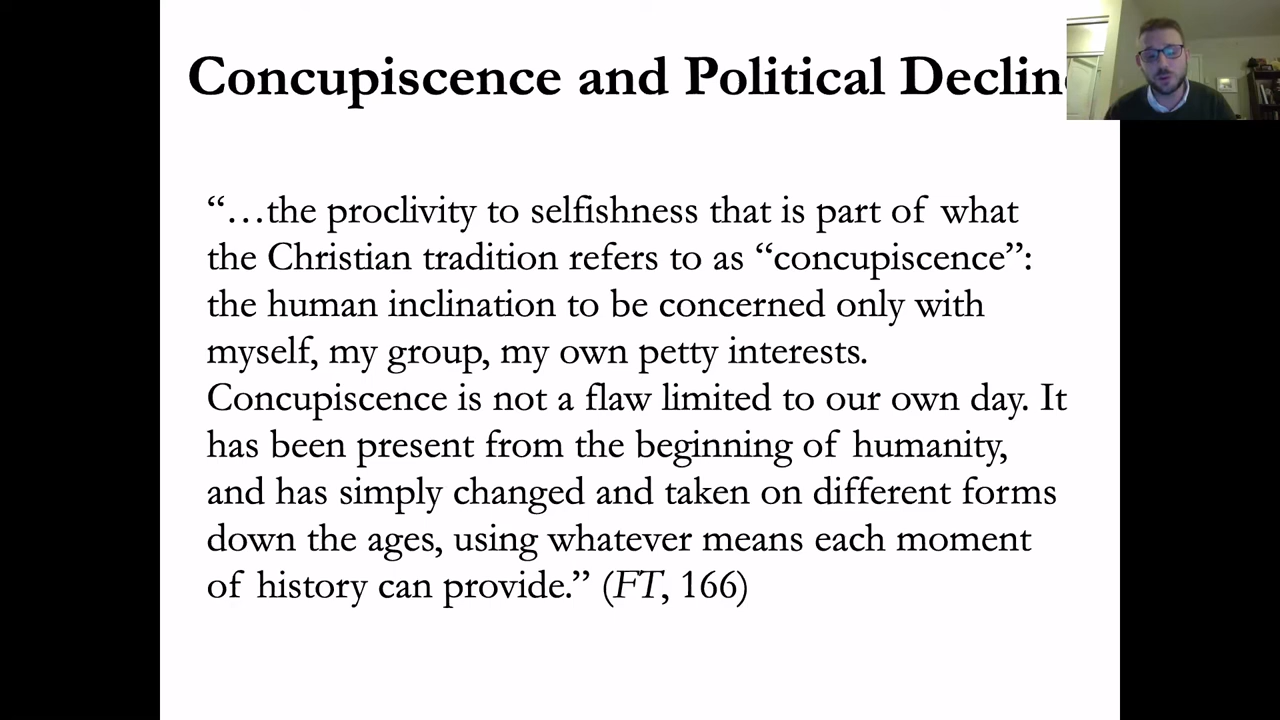 Concupiscence and Political Declin
“…the proclivity to selfishness that is part of what
the Christian tradition refers to as “concupiscence”:
the human inclination to be concerned only with
myself, my group, my own petty interests.
Concupiscence is not a flaw limited to our own day. It
has been present from the beginning of humanity,
and has simply changed and taken on different forms
down the ages, using whatever means each moment
of history can provide.” (FT, 166)